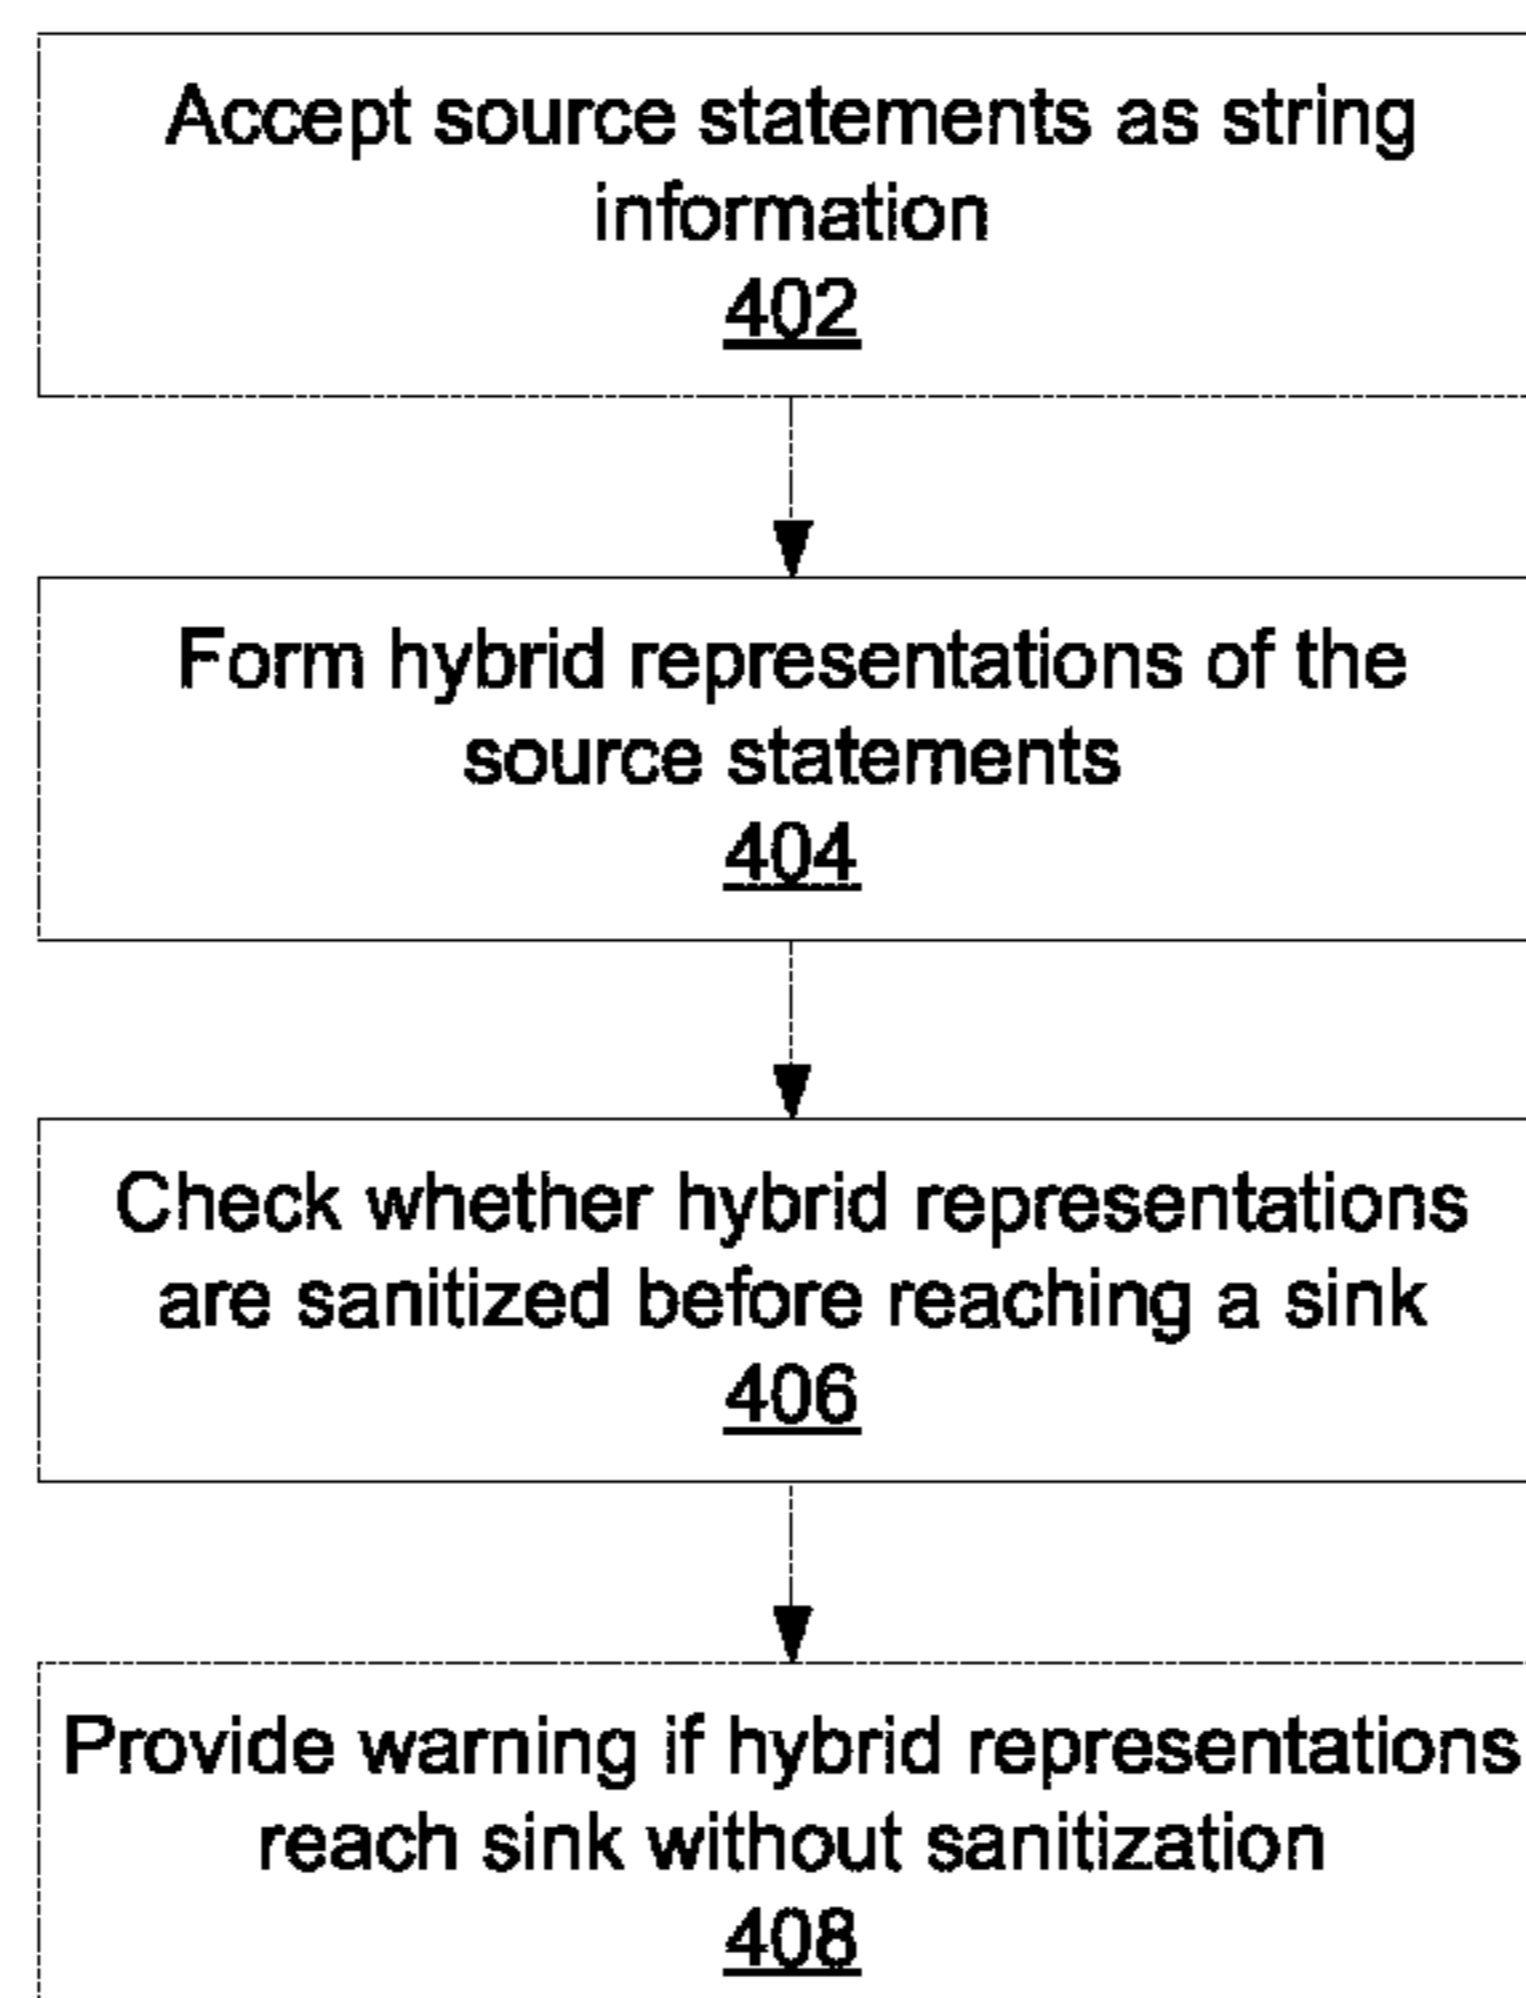 Accept source statements as string
information
402
Form hybrid representations of the
source statements
404
Check whether hybrid representations
are sanitized before reaching a sink
406
Provide warning if hybrid representations
reach sink without sanitization
408